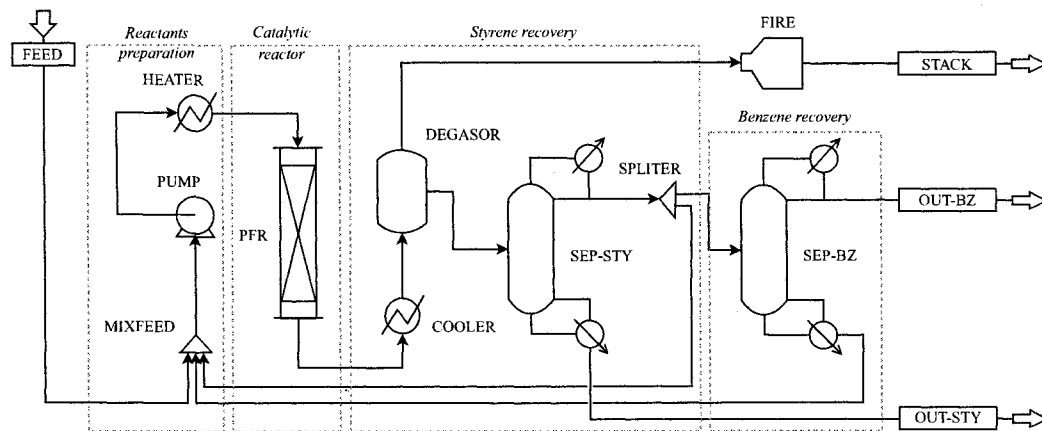 FEED
Reactants
preparation
Catalytic
reactor
Styrene recovery
FIRE
STACK
HEATER
DEGASOR
Benzene recovery
PUMP
SPLITER
OUT-BZ
PFR
SEP-STY
SEP-BZ
MIXFEED
COOLER
OUT-STY